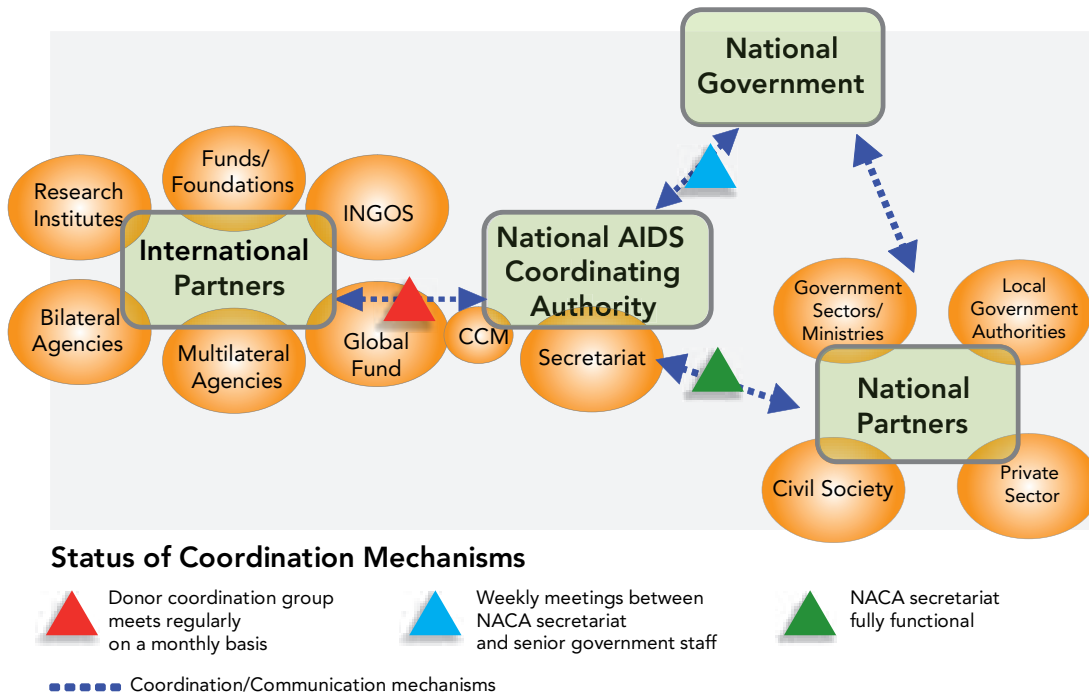 National
Government
Funds/
Foundations
Research
Institutes
INGOS
International
Partners
National AIDS
Coordinating
Authority
Bilateral
Agencies
Multilateral
Agencies
Global
Fund
CCM
Secretariat
Government
Sectors/
Ministries
Local
Government
Authorities
National
Partners
Civil Society
Private
Sector
Status of Coordination Mechanisms
Donor coordination group
meets regularly
on a monthly basis
Weekly meetings between
NACA secretariat
and senior government staff
NACA secretariat
fully functional
Coordination/Communication mechanisms